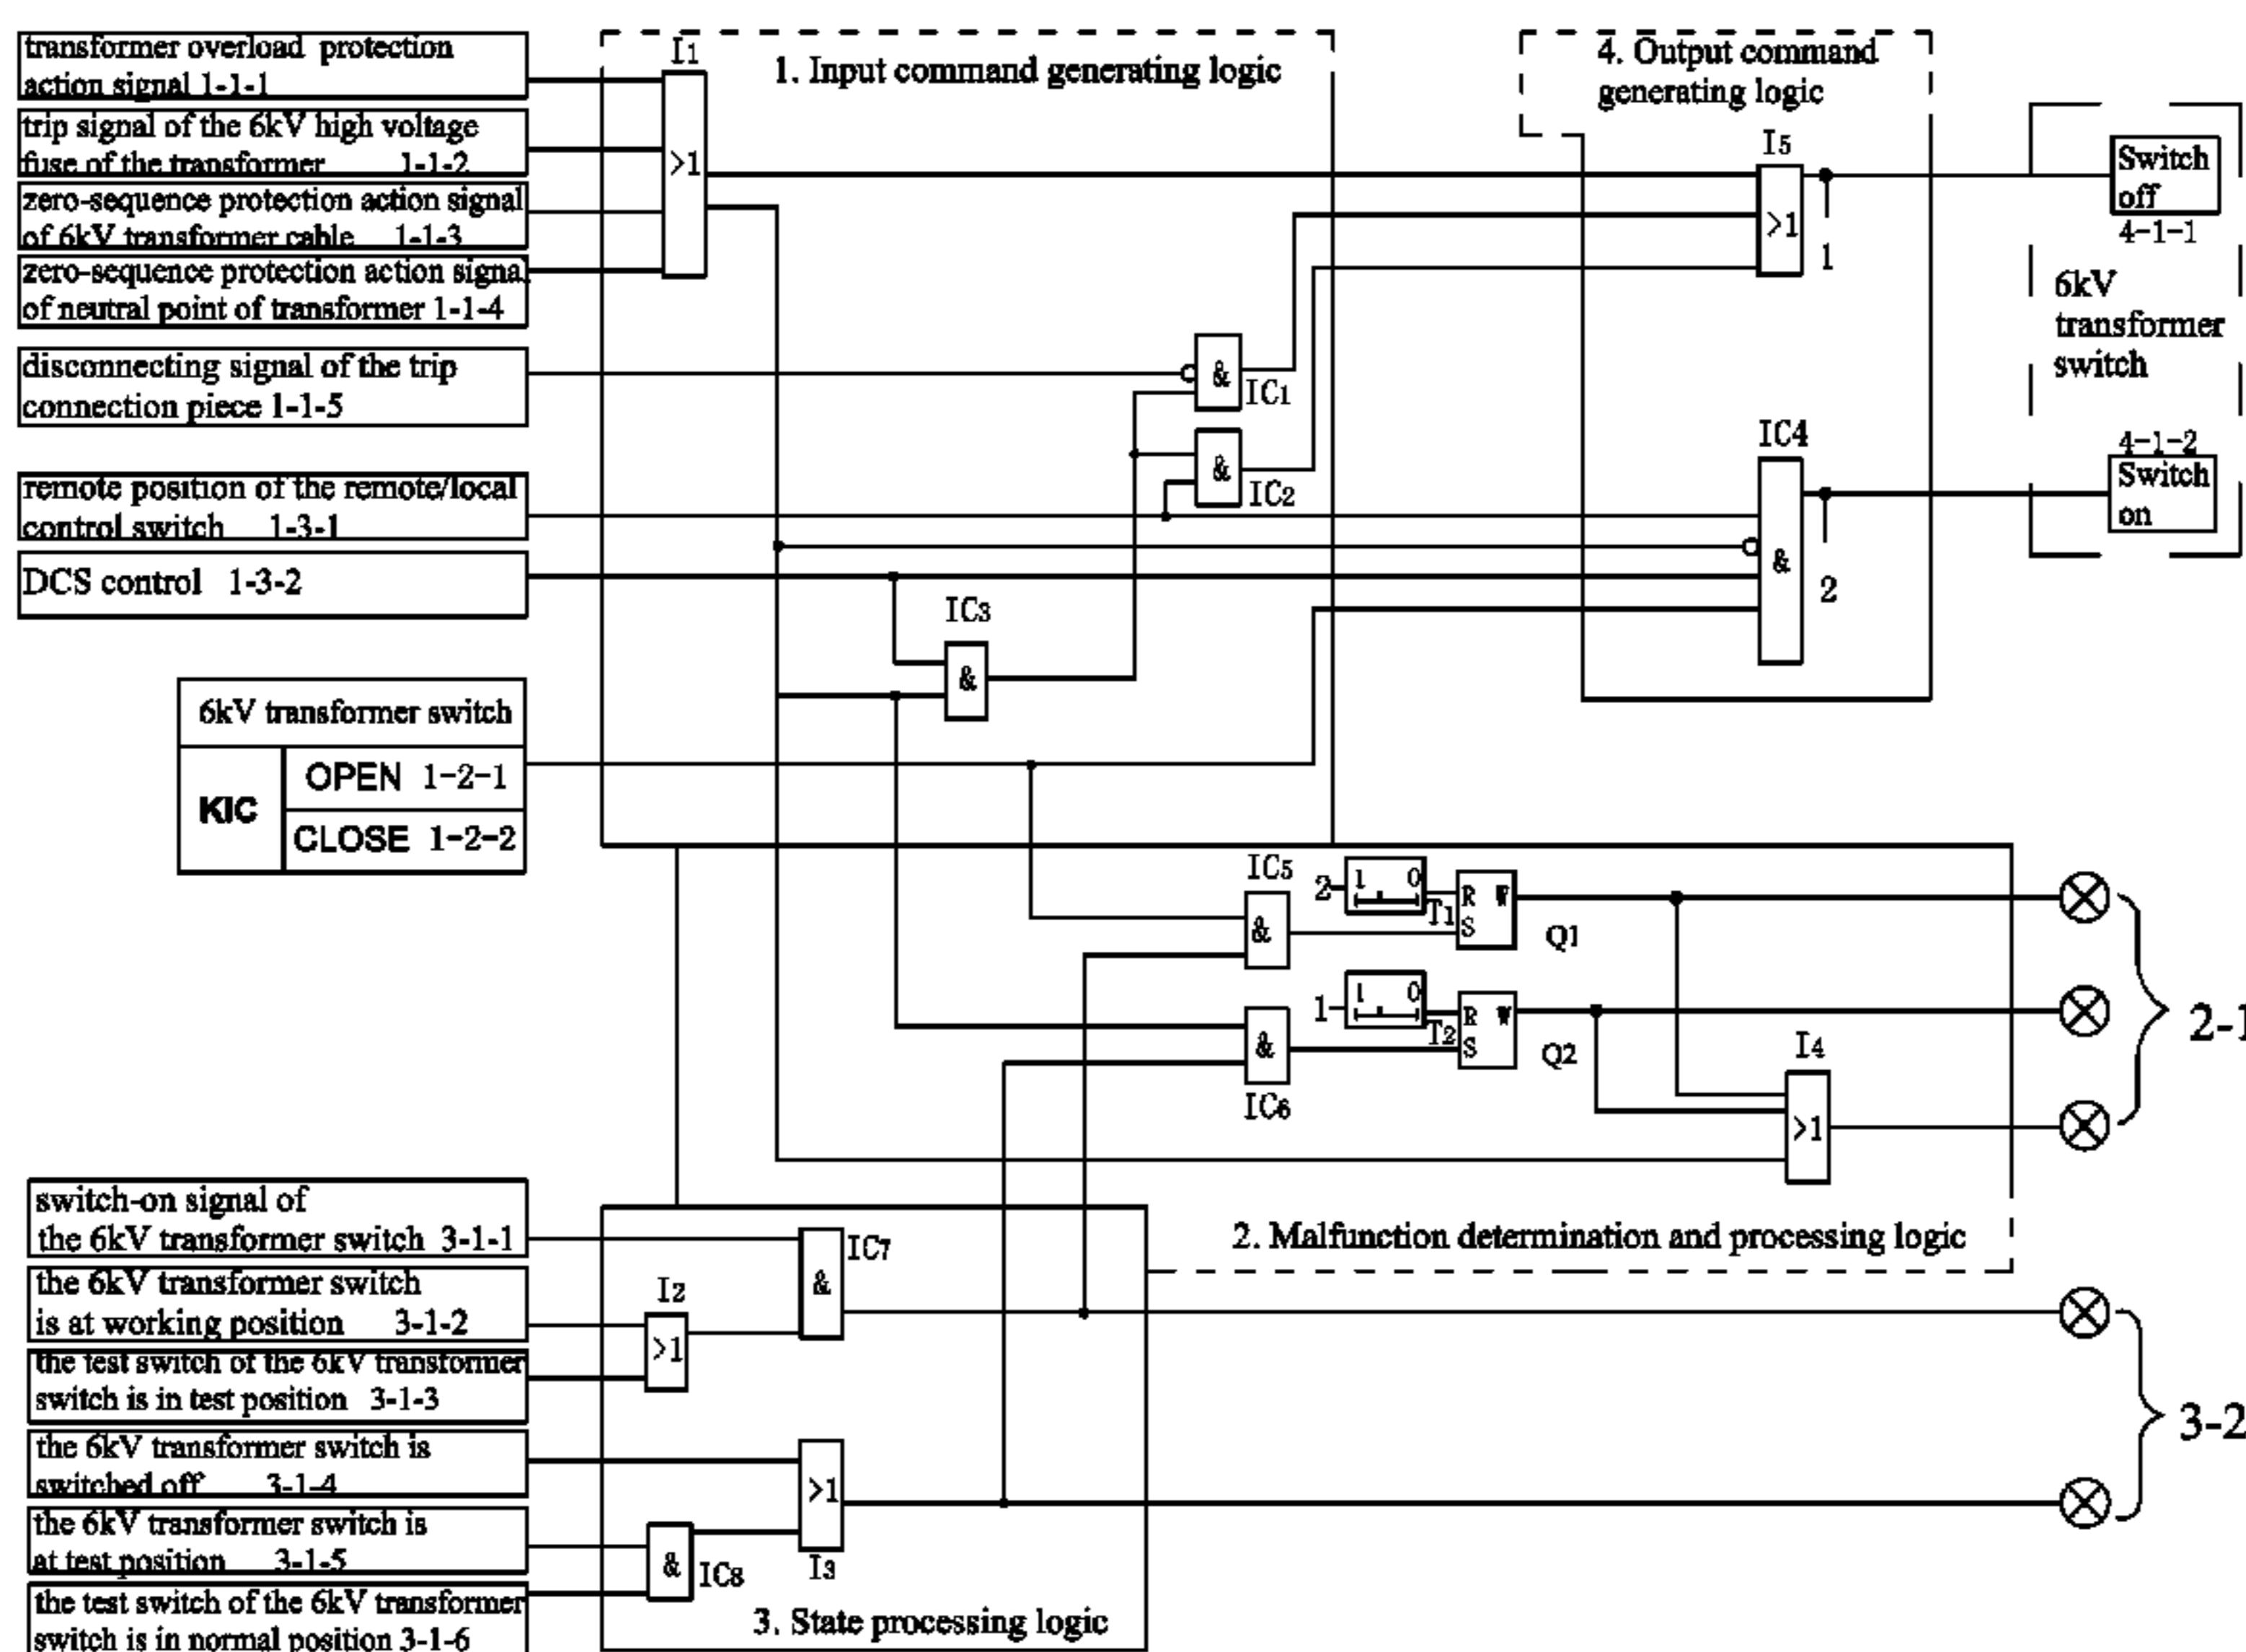 transformer overload protection
action signal 1-1-1
trip signal of the 6kV high voltage
fuse of the transformer 1-1-2
zero-sequence protection action signal
of 6kV transformer cable 1-1-3
zero-sequence protection action signal
of neutral point of transformer 1-1-4
disconnecting signal of the trip
connection piece 1-1-5
remote position of the remote/local
control switch 1-3-1
DCS control 1-3-2
6kV transformer switch
KIC
OPEN 1-2-1
CLOSE 1-2-2
switch-on signal of
the 6kV transformer switch 3-1-1
the 6kV transformer switch
is at working position 3-1-2
the test switch of the 6kV transformer
switch is in test position 3-1-3
the 6kV transformer switch is
switched off 3-1-4
the 6kV transformer switch is
at test position 3-1-5
the test switch of the 6kV transformer
switch is in normal position 3-1-6
1. Input command generating logic
I1
>1
&
IC1
&
IC2
IC3
&
4. Output command
generating logic
I5
>1
1
IC4
&
2
Switch
off
4-1-1
6kV
transformer
switch
4-1-2
Switch
on
IC5
&
2
1 0
T1
R W
S
Q1
IC6
&
1
1 0
T2
R W
S
Q2
I4
>1
2-1
2. Malfunction determination and processing logic
IC7
&
I2
>1
>1
I3
&
IC8
3. State processing logic
3-2